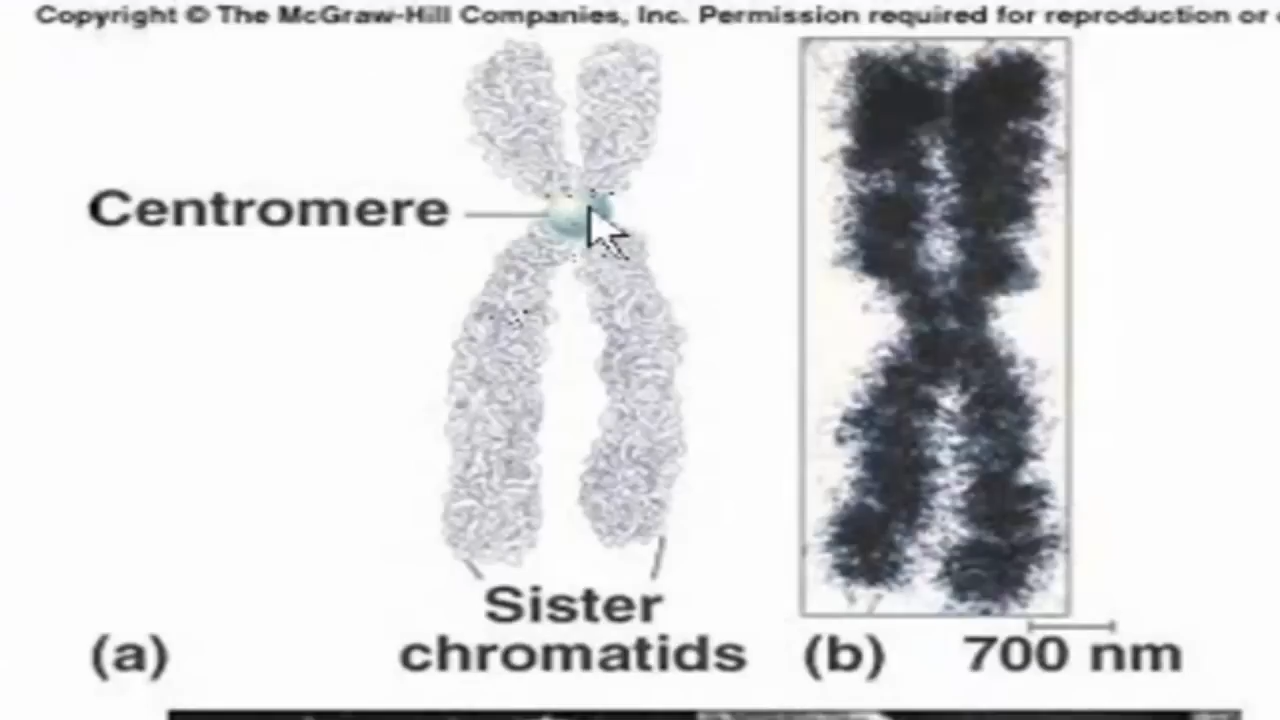 Copyright © The McGraw-Hill Companies, Inc. Permission required for reproduction or
Centromere
Sister
chromatids
(a)
(b)
700 nm